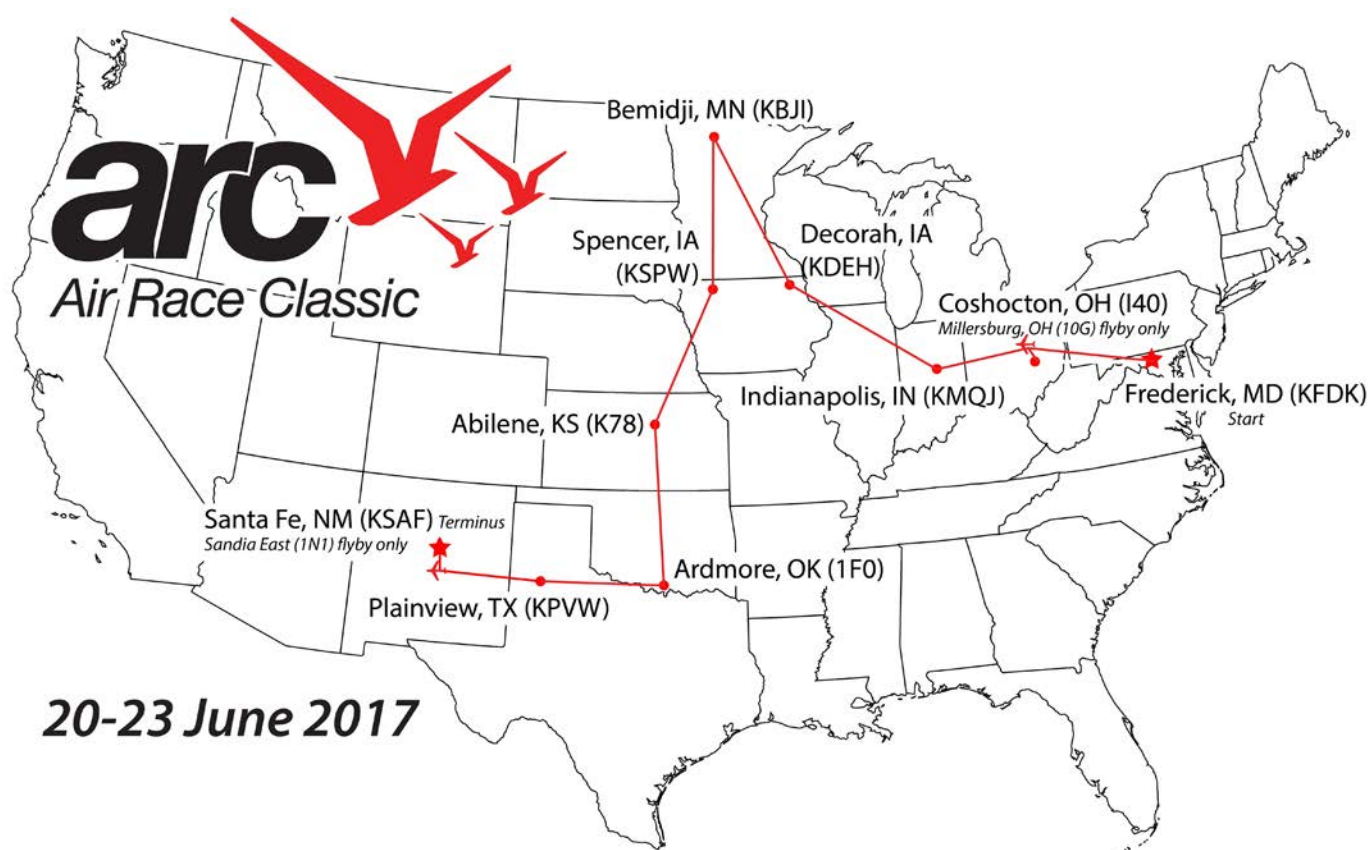 arc
Air Race Classic
Bemidji, MN (KBJI)
Spencer, IA
(KSPW)
Decorah, IA
(KDEH)
Coshocton, OH (I40)
Millersburg, OH (10G) flyby only
Indianapolis, IN (KMQJ)
Frederick, MD (KFDK)
Start
Abilene, KS (K78)
Santa Fe, NM (KSAF) Terminus
Sandia East (1N1) flyby only
Ardmore, OK (1F0)
Plainview, TX (KPVW)
20-23 June 2017